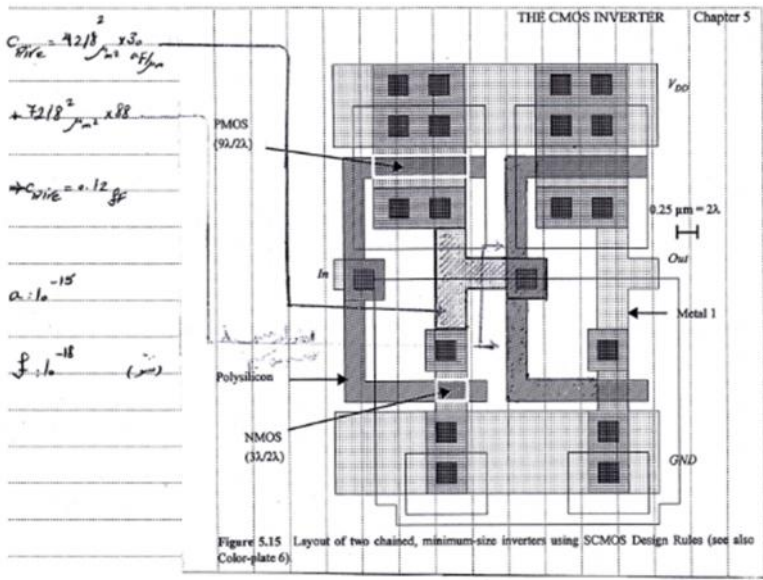 THE CMOS INVERTER Chapter 5
C wire = 42/8² μm² × 30 aF/μm
+ 72/8² μm² × 88
⇒ C wire = 0.12 fF
a : 10⁻¹⁵
f : 10⁻¹⁸
V_DD
PMOS
(9λ/2λ)
0.25 μm = 2λ
In
Out
Metal 1
Polysilicon
NMOS
(3λ/2λ)
GND
Figure 5.15 Layout of two chained, minimum-size inverters using SCMOS Design Rules (see also
Color-plate 6)